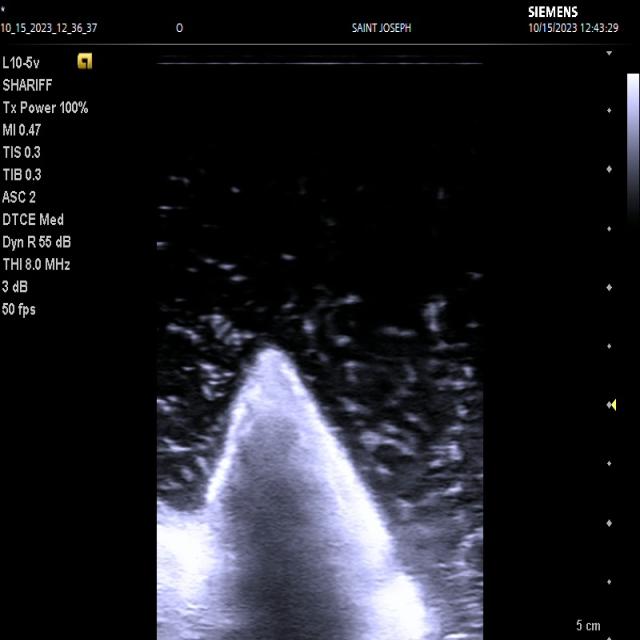 SIEMENS
10_15_2023_12_36_37 O SAINT JOSEPH 10/15/2023 12:43:29
L10-5v
SHARIFF
Tx Power 100%
MI 0.47
TIS 0.3
TIB 0.3
ASC 2
DTCE Med
Dyn R 55 dB
THI 8.0 MHz
3 dB
50 fps
5 cm